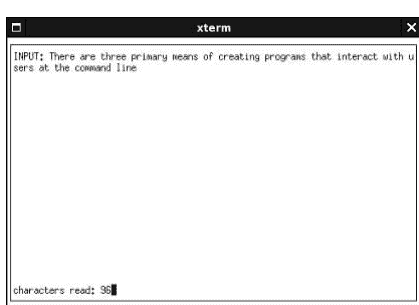 xterm
INPUT: There are three primary means of creating programs that interact with u
sers at the command line
characters read: 96